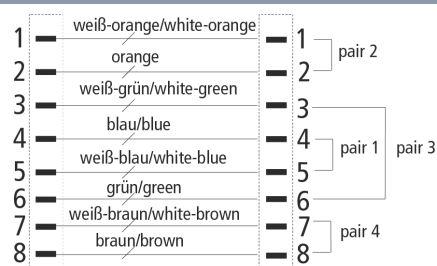 1 weiß-orange/white-orange 1
pair 2
2 orange 2
3 weiß-grün/white-green 3
4 blau/blue 4
pair 1 pair 3
5 weiß-blau/white-blue 5
6 grün/green 6
7 weiß-braun/white-brown 7
pair 4
8 braun/brown 8